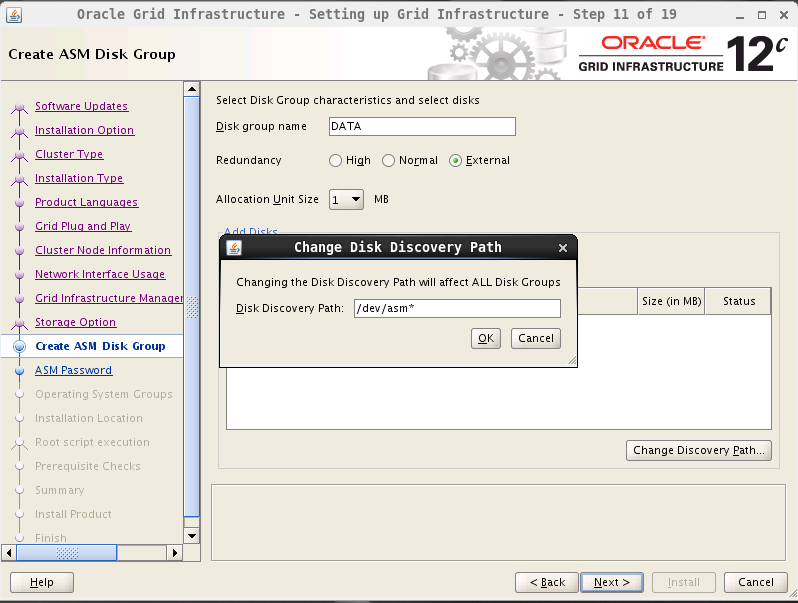 Oracle Grid Infrastructure - Setting up Grid Infrastructure - Step 11 of 19
Create ASM Disk Group
ORACLE®
GRID INFRASTRUCTURE 12c
Software Updates
Installation Option
Cluster Type
Installation Type
Product Languages
Grid Plug and Play
Cluster Node Information
Network Interface Usage
Grid Infrastructure Manager
Storage Option
Create ASM Disk Group
ASM Password
Operating System Groups
Installation Location
Root script execution
Prerequisite Checks
Summary
Install Product
Finish
Select Disk Group characteristics and select disks
Disk group name DATA
Redundancy High Normal External
Allocation Unit Size 1 MB
Add Disks
Size (in MB) Status
Change Disk Discovery Path
Changing the Disk Discovery Path will affect ALL Disk Groups
Disk Discovery Path: /dev/asm*
OK Cancel
Change Discovery Path...
Help < Back Next > Install Cancel